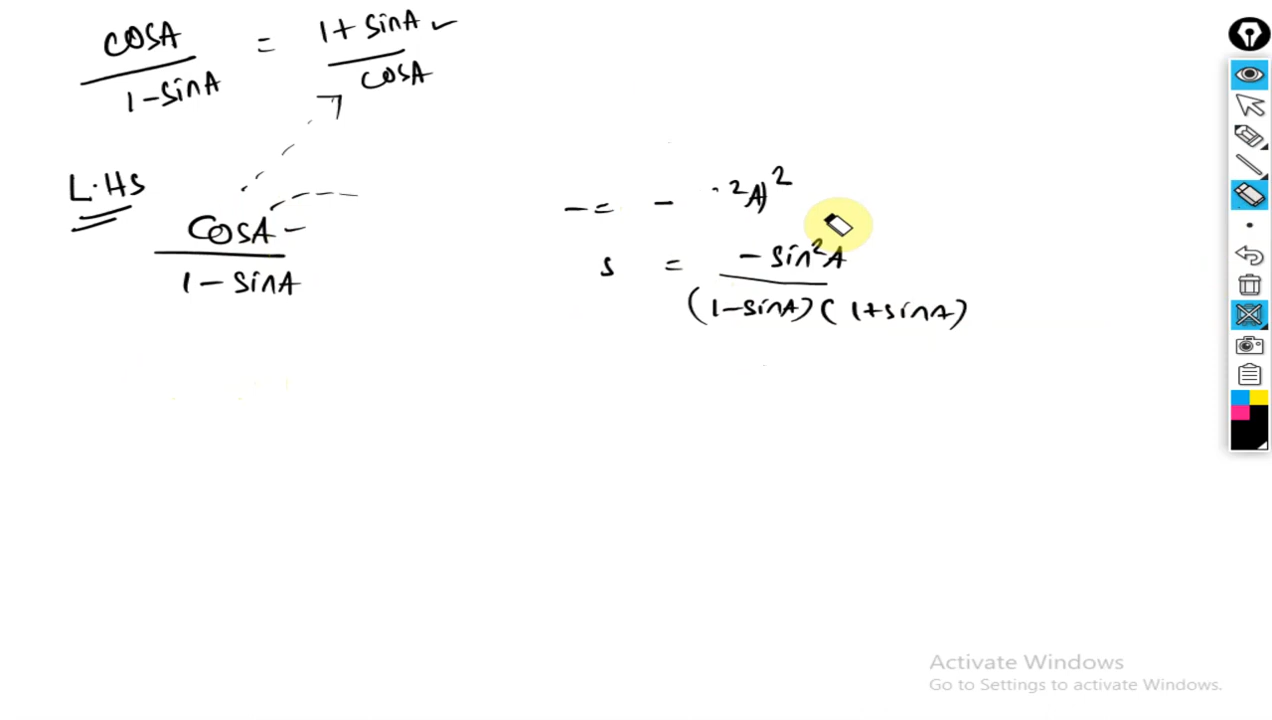 cosA / 1 - sinA = 1 + sinA / cosA
L.HS
cosA / 1 - sinA
- = - 2A)2
s = - sin²A / (1 - sinA)(1 + sinA)
Activate Windows
Go to Settings to activate Windows.